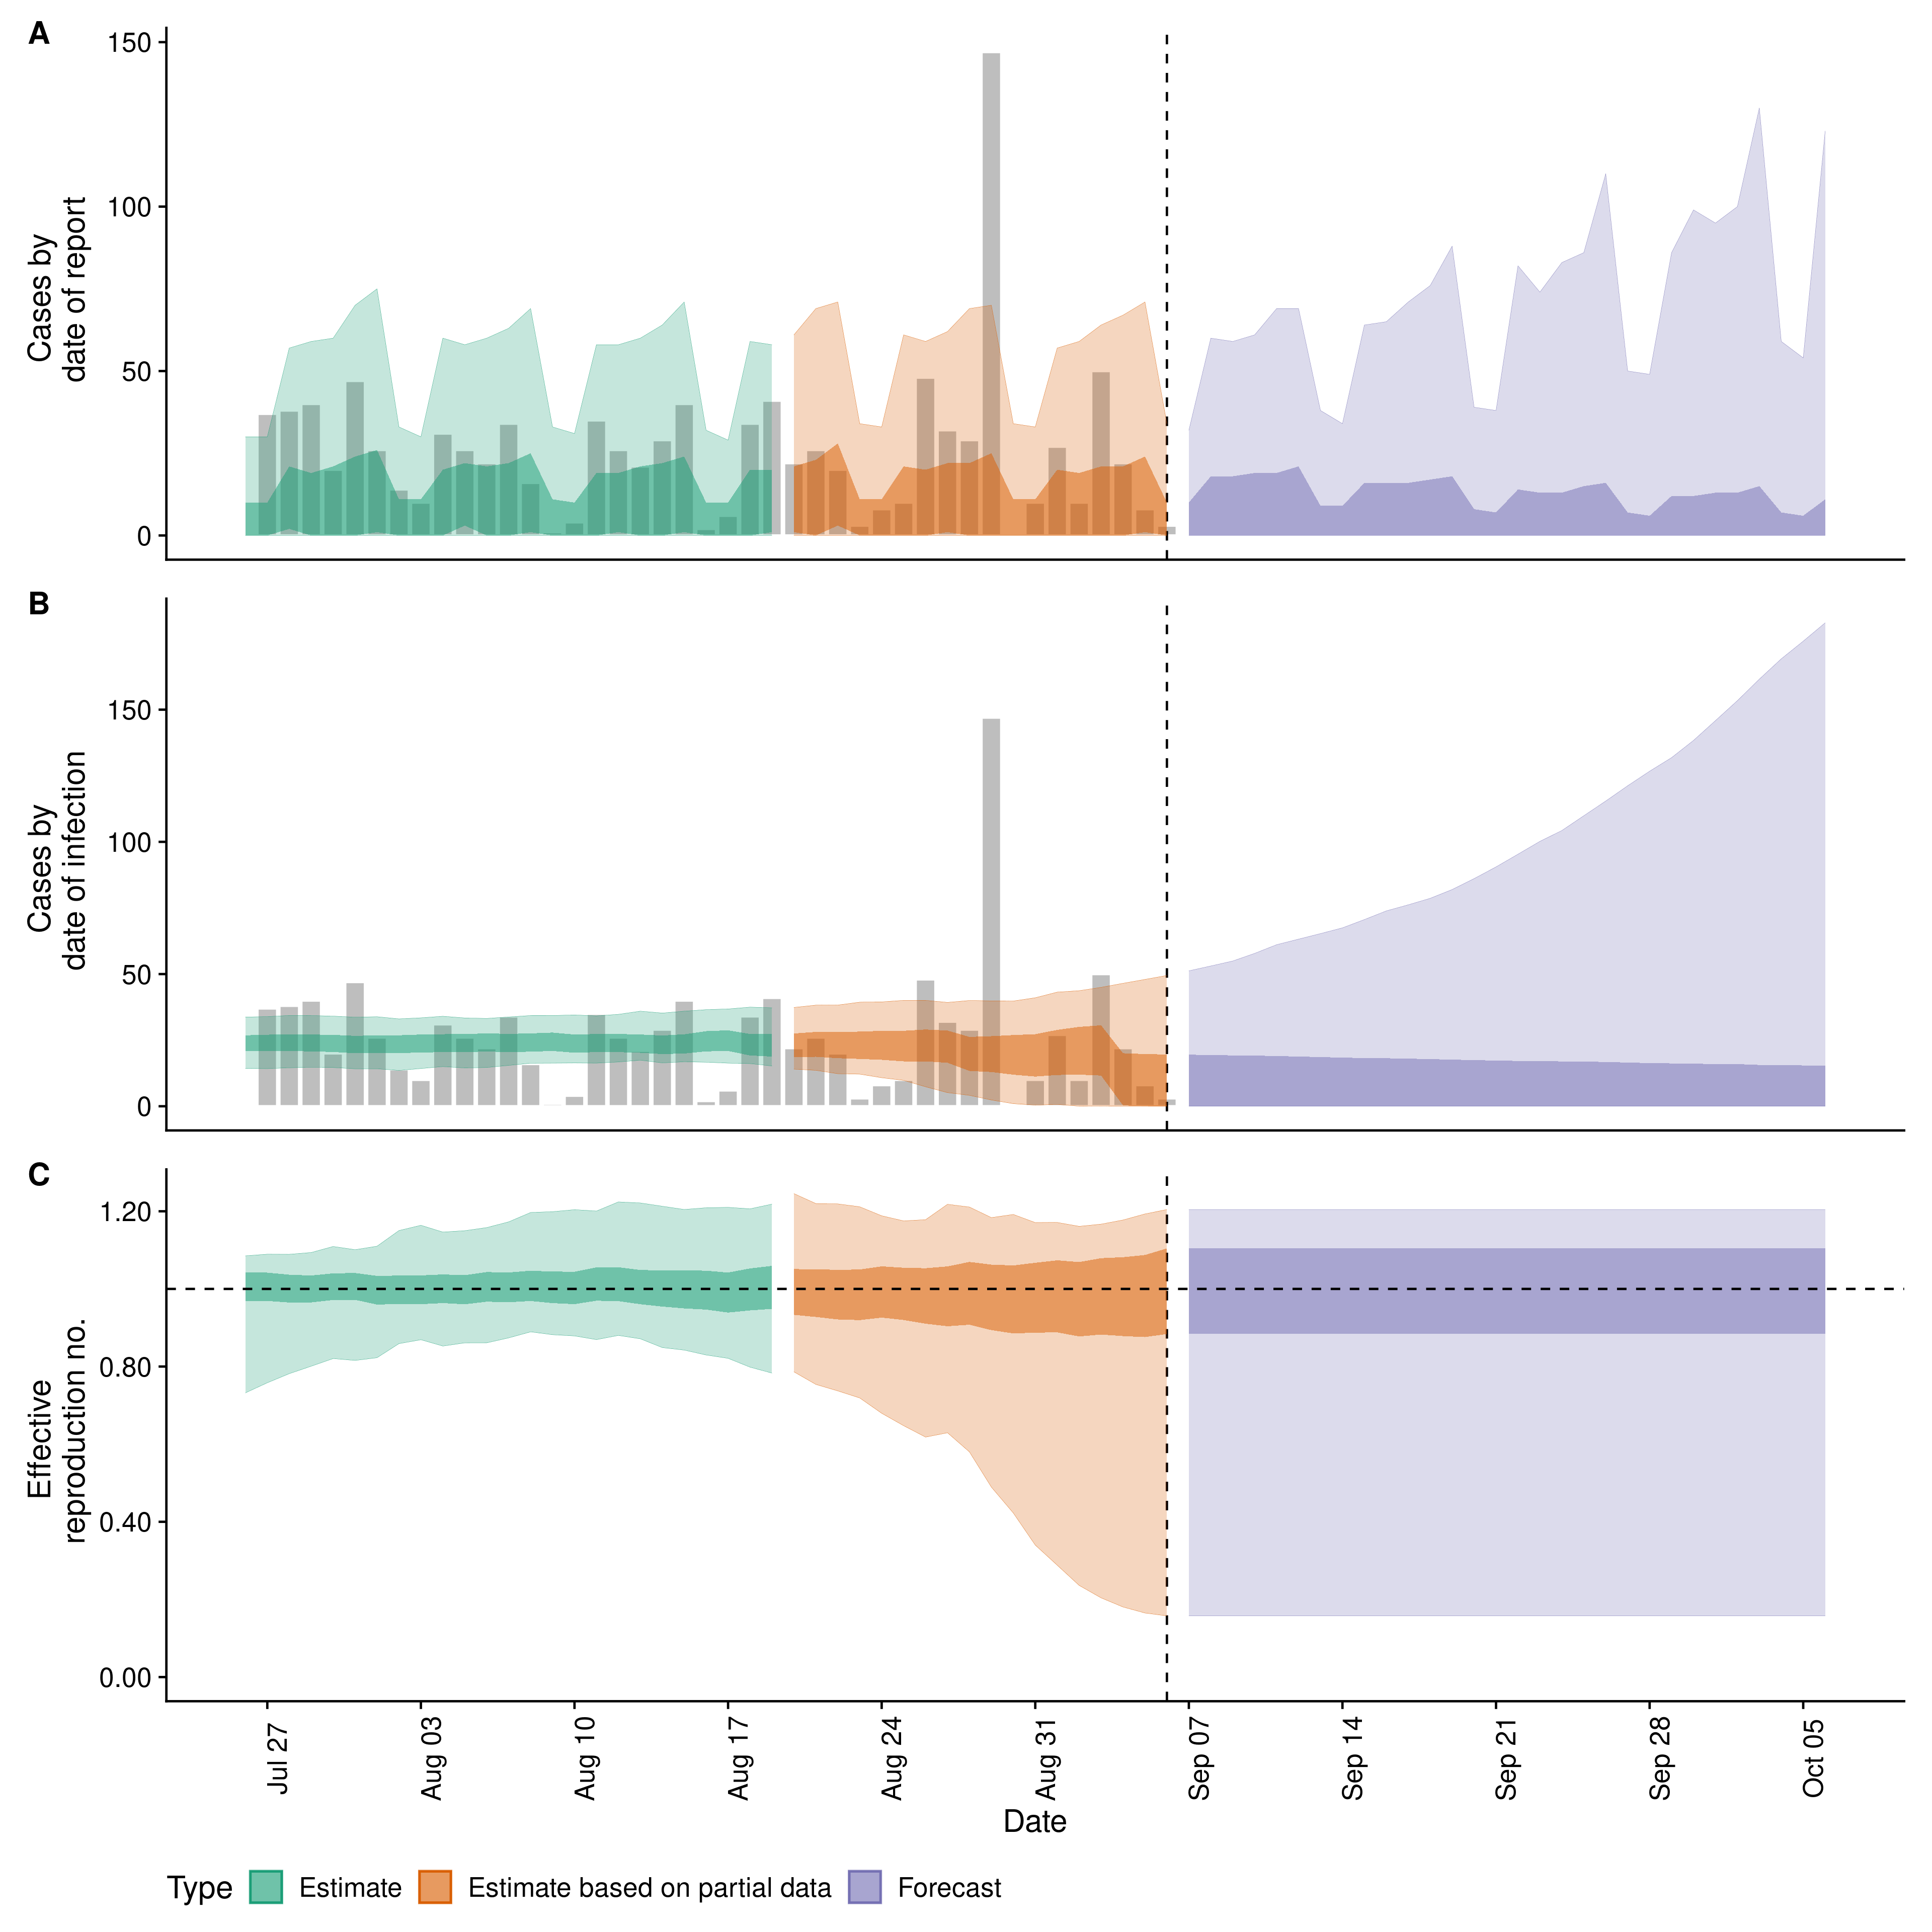 A
150
100
50
0
Cases by
date of report
B
150
100
50
0
Cases by
date of infection
C
1.20
0.80
0.40
0.00
Effective
reproduction no.
Jul 27
Aug 03
Aug 10
Aug 17
Aug 24
Aug 31
Sep 07
Sep 14
Sep 21
Sep 28
Oct 05
Date
Type Estimate Estimate based on partial data Forecast